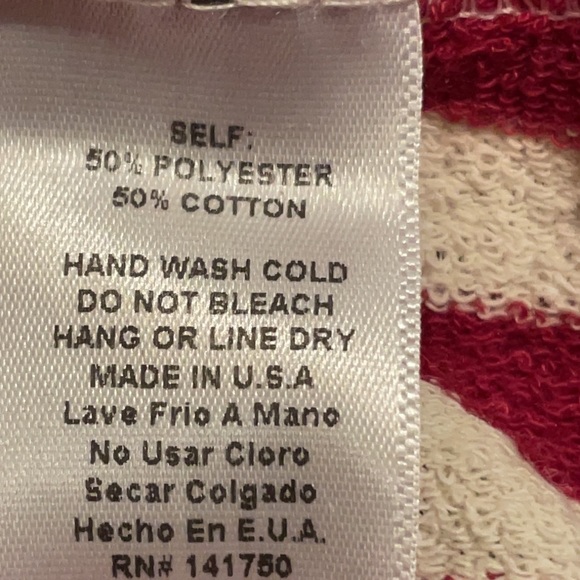 SELF:
50% POLYESTER
50% COTTON
HAND WASH COLD
DO NOT BLEACH
HANG OR LINE DRY
MADE IN U.S.A
Lave Frio A Mano
No Usar Cloro
Secar Colgado
Hecho En E.U.A.
RN# 141750